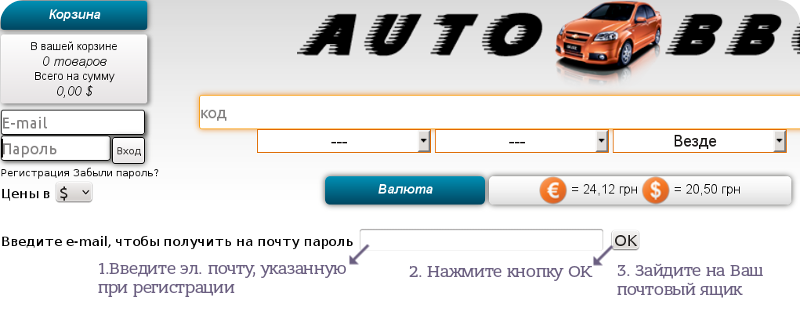 Корзина
В вашей корзине
0 товаров
Всего на сумму
0,00 $
E-mail
Пароль
Вход
Регистрация Забыли пароль?
Цены в $
AUTO BB
код
--- --- Везде
Валюта
€ = 24,12 грн $ = 20,50 грн
Введите e-mail, чтобы получить на почту пароль OK
1.Введите эл. почту, указанную
при регистрации
2. Нажмите кнопку ОК
3. Зайдите на Ваш
почтовый ящик